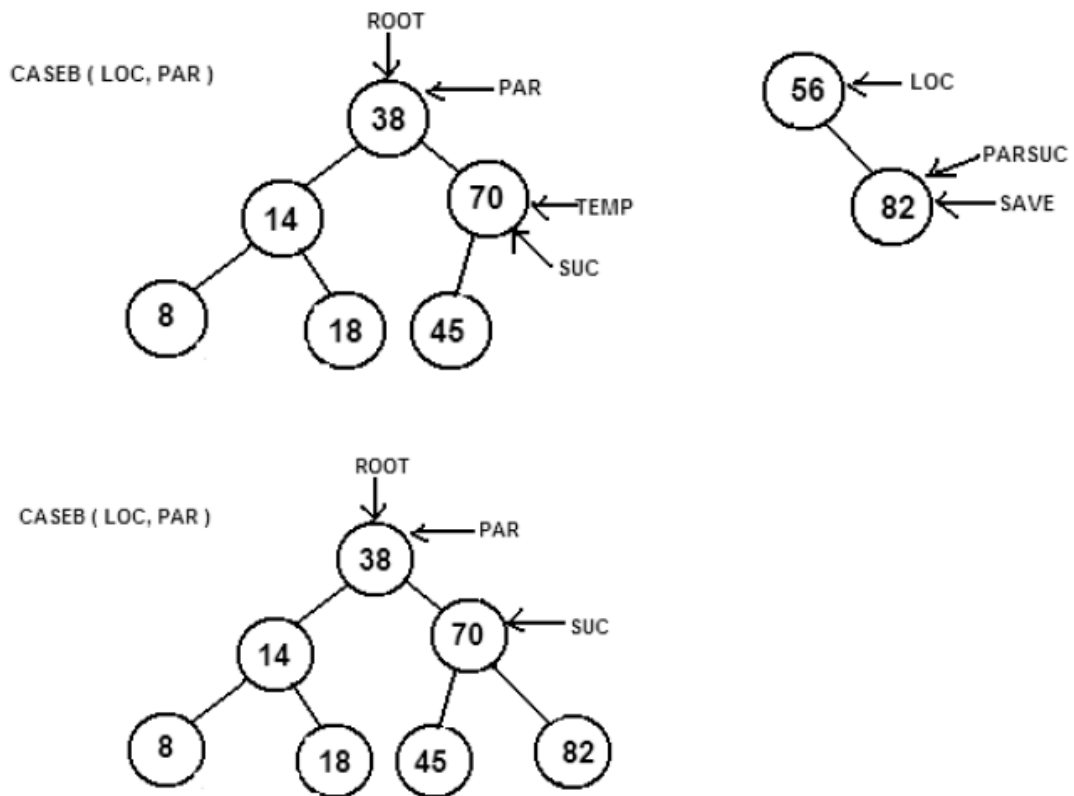 ROOT
CASEB ( LOC, PAR )
PAR
38
56
LOC
PARSUC
14
70
TEMP
82
SAVE
SUC
8
18
45
ROOT
CASEB ( LOC, PAR )
PAR
38
SUC
14
70
8
18
45
82